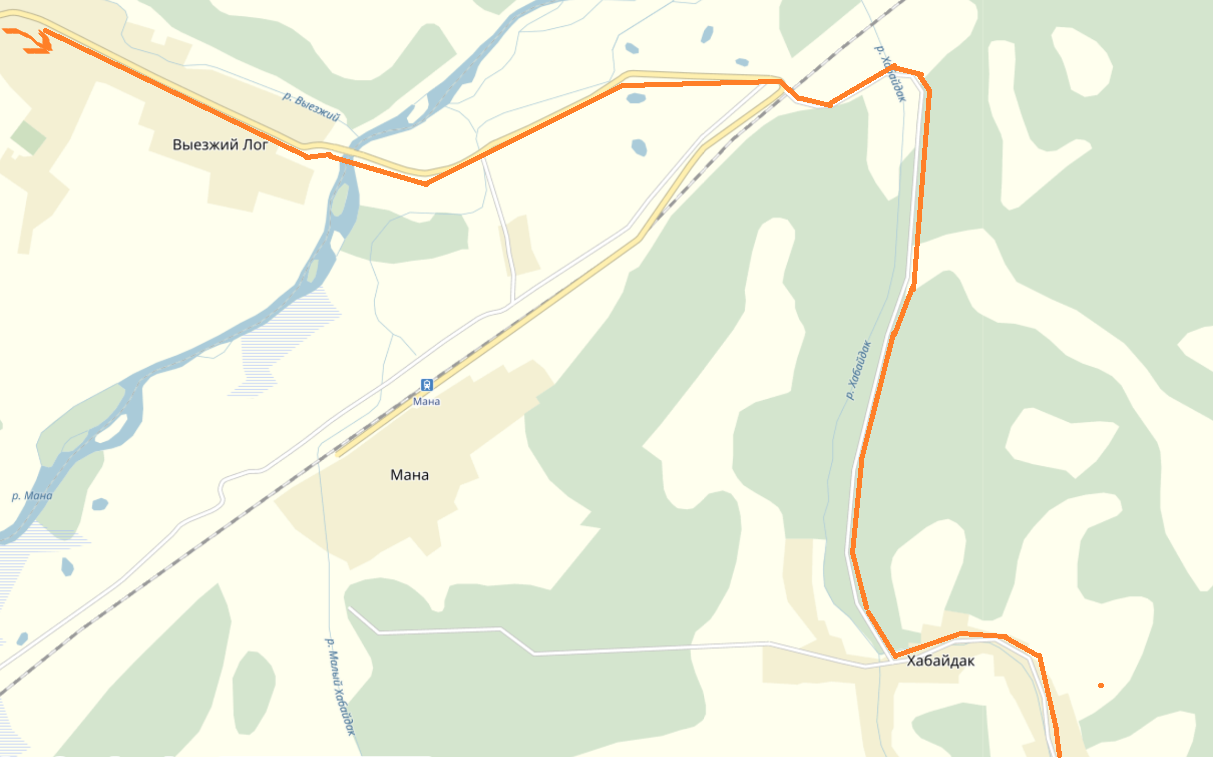 р. Хабайдак
р. Выезжий
Выезжий Лог
р. Хабайдак
Мана
Мана
р. Мана
р. Малый Хабайдак
Хабайдак